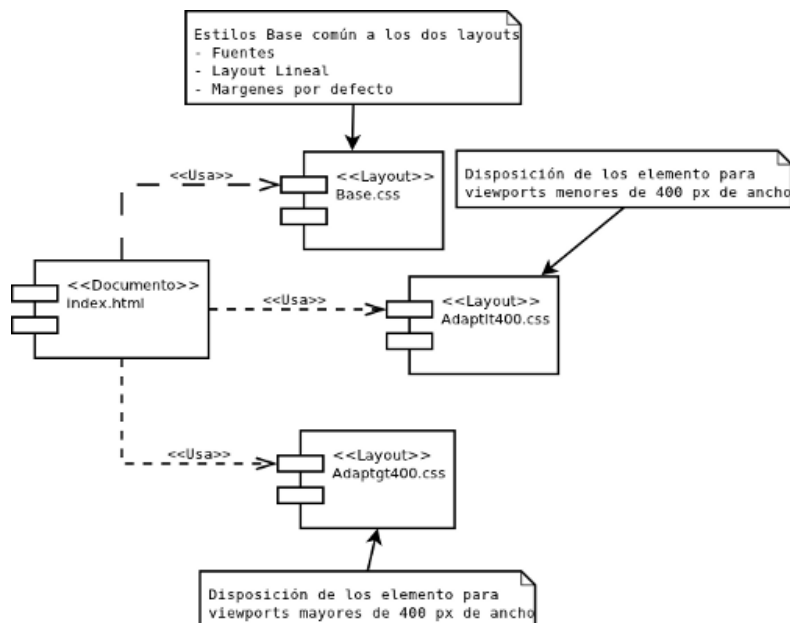 Estilos Base común a los dos layouts
- Fuentes
- Layout Lineal
- Margenes por defecto
<<Usa>>
<<Layout>>
Base.css
Disposición de los elemento para
viewports menores de 400 px de ancho
<<Documento>>
index.html
<<Usa>>
<<Layout>>
Adaptlt400.css
<<Usa>>
<<Layout>>
Adaptgt400.css
Disposición de los elemento para
viewports mayores de 400 px de ancho